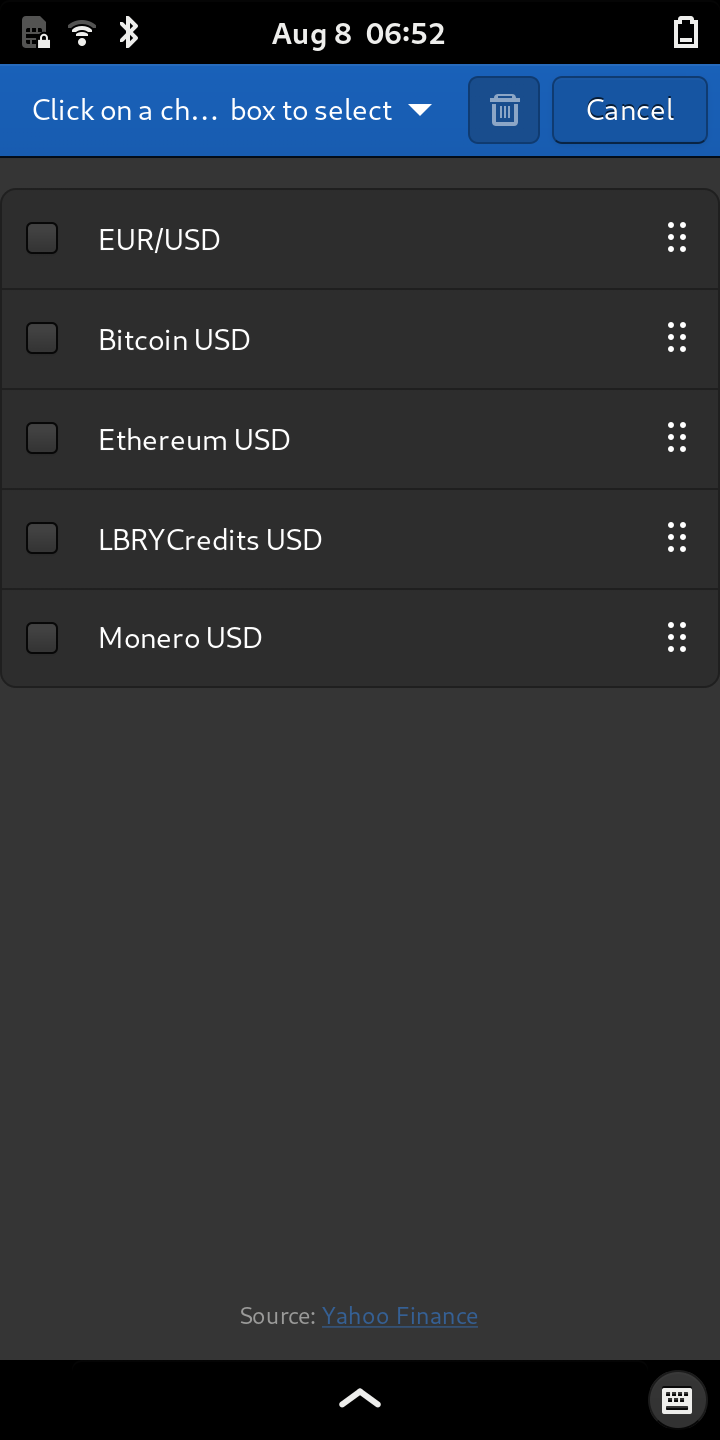 Aug 8 06:52
Click on a ch… box to select
Cancel
EUR/USD
Bitcoin USD
Ethereum USD
LBRYCredits USD
Monero USD
Source: Yahoo Finance